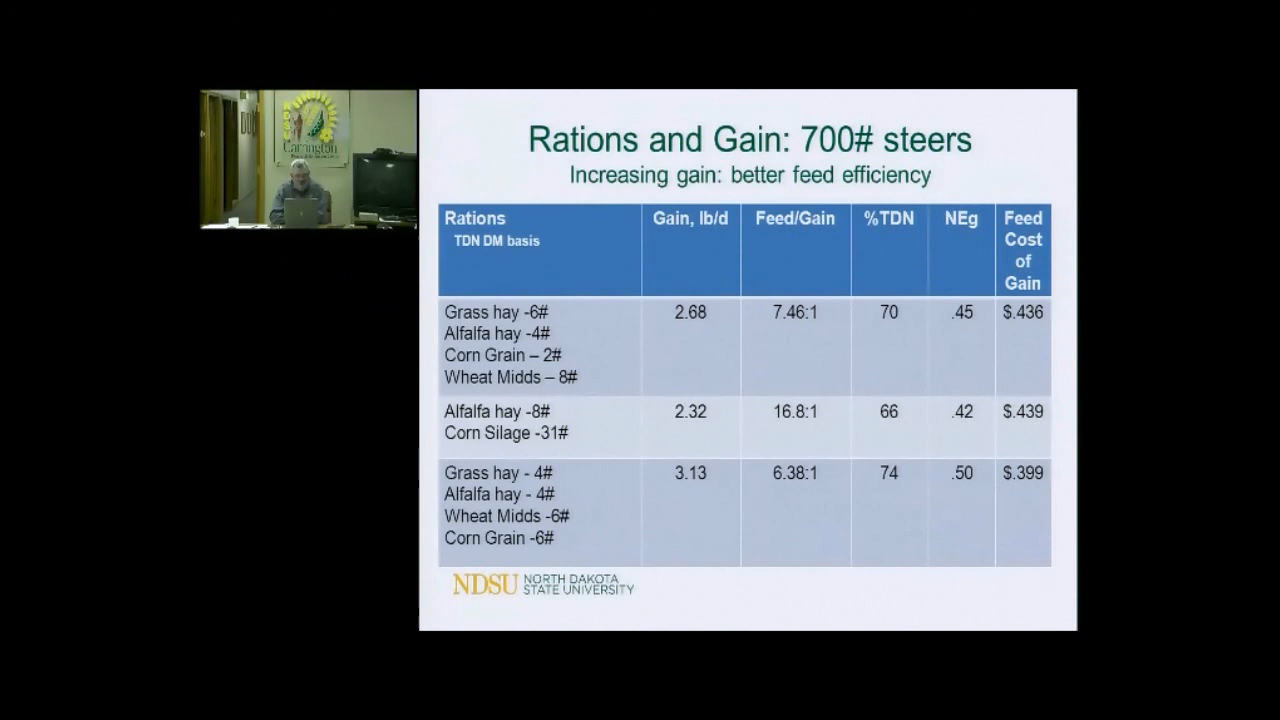 NDSU
Carrington
Rations and Gain: 700# steers
Increasing gain: better feed efficiency
Rations
TDN DM basis
Gain, lb/d
Feed/Gain
%TDN
NEg
Feed
Cost
of
Gain
Grass hay -6#
Alfalfa hay -4#
Corn Grain – 2#
Wheat Midds – 8#
2.68
7.46:1
70
.45
$.436
Alfalfa hay -8#
Corn Silage -31#
2.32
16.8:1
66
.42
$.439
Grass hay - 4#
Alfalfa hay - 4#
Wheat Midds -6#
Corn Grain -6#
3.13
6.38:1
74
.50
$.399
NDSU NORTH DAKOTA
STATE UNIVERSITY